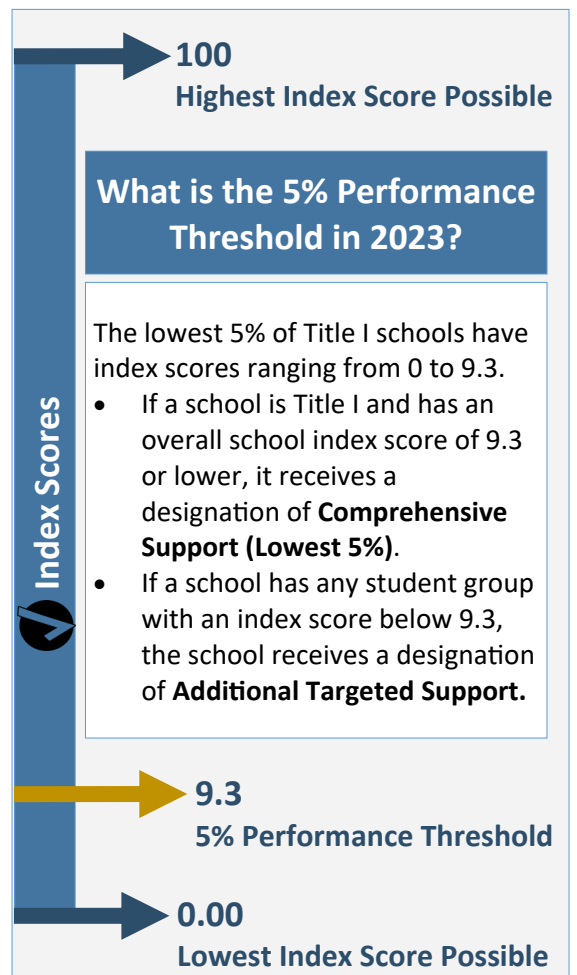 100
Highest Index Score Possible
What is the 5% Performance
Threshold in 2023?
The lowest 5% of Title I schools have
index scores ranging from 0 to 9.3.
• If a school is Title I and has an
overall school index score of 9.3
or lower, it receives a
designation of Comprehensive
Support (Lowest 5%).
• If a school has any student group
with an index score below 9.3,
the school receives a designation
of Additional Targeted Support.
Index Scores
9.3
5% Performance Threshold
0.00
Lowest Index Score Possible